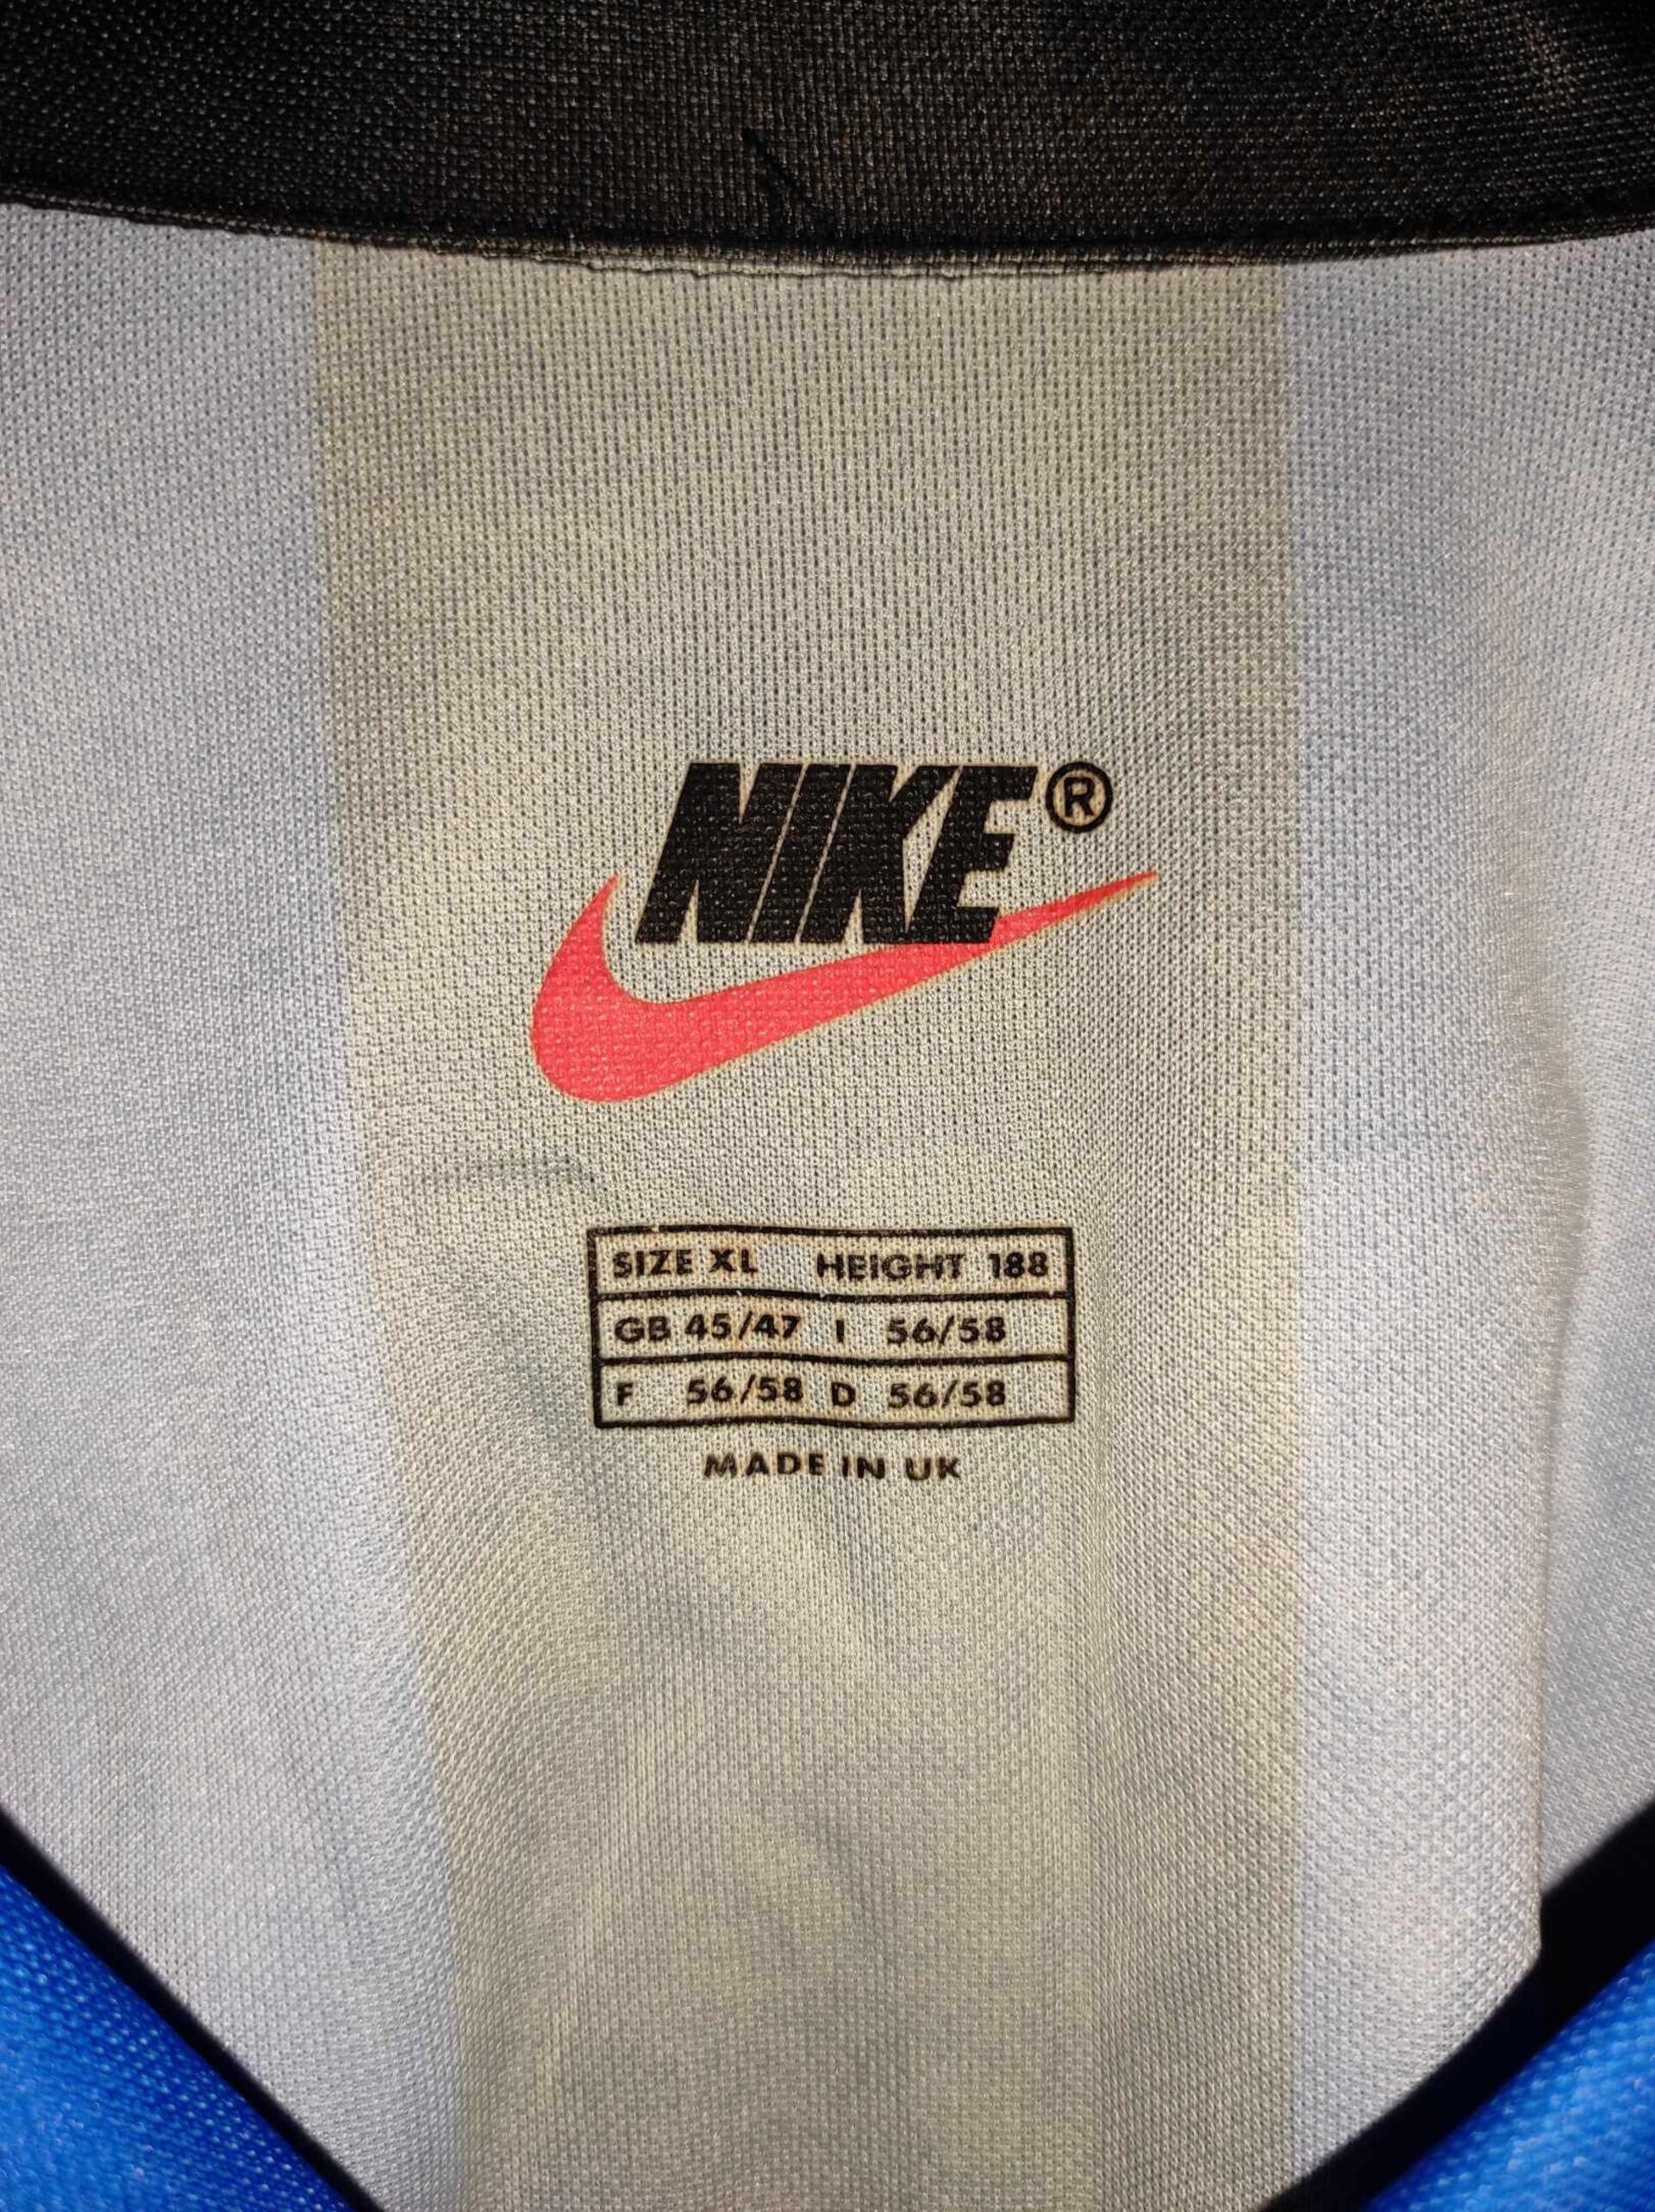 NIKE®
SIZE XL HEIGHT 188
GB 45/47 I 56/58
F 56/58 D 56/58
MADE IN UK